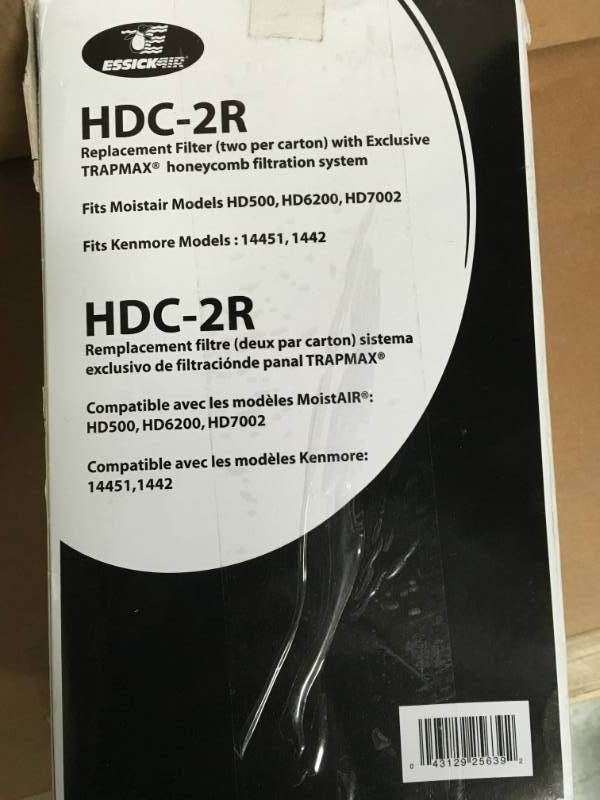 ESSICKAIR
HDC-2R
Replacement Filter (two per carton) with Exclusive
TRAPMAX® honeycomb filtration system
Fits Moistair Models HD500, HD6200, HD7002
Fits Kenmore Models : 14451, 1442
HDC-2R
Remplacement filtre (deux par carton) sistema
exclusivo de filtraciónde panal TRAPMAX®
Compatible avec les modèles MoistAIR®:
HD500, HD6200, HD7002
Compatible avec les modèles Kenmore:
14451,1442
0 43129 25639 2